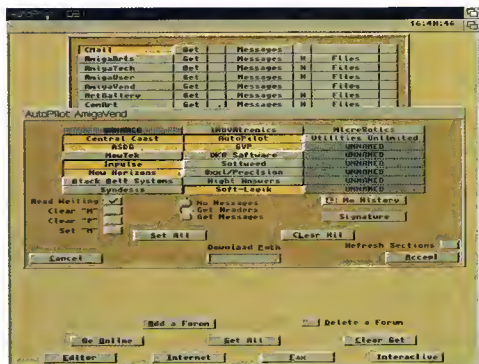 16:48:46
CMail Get Messages
AmigaArts Get Messages N Files
AmigaTech Get Messages Files
AmigaUser Get Messages N Files
AmigaVend Get Messages Files
ArtGallery Get Messages N Files
ComArt Get Messages N Files
AutoPilot: AmigaVend
UNNAMED INOVAtronics MicroBotics
Central Coast AutoPilot Utilities Unlimited
ASDG GVP UNNAMED
NewTek DKB Software UNNAMED
Impulse Softwood UNNAMED
New Horizons Oxxi/Precision UNNAMED
Black Belt Systems Night Answers UNNAMED
Syndesis Soft-Logik UNNAMED
Read Waiting No Messages No History
Clear "M" Get Headers
Clear "F" Get Messages Signature
Set "M"
Set All CLear All
Download Path Refresh Sections
Cancel Accept
Add a Forum Delete a Forum
Go Online Get All Clear Get
Editor Internet Fax Interactive